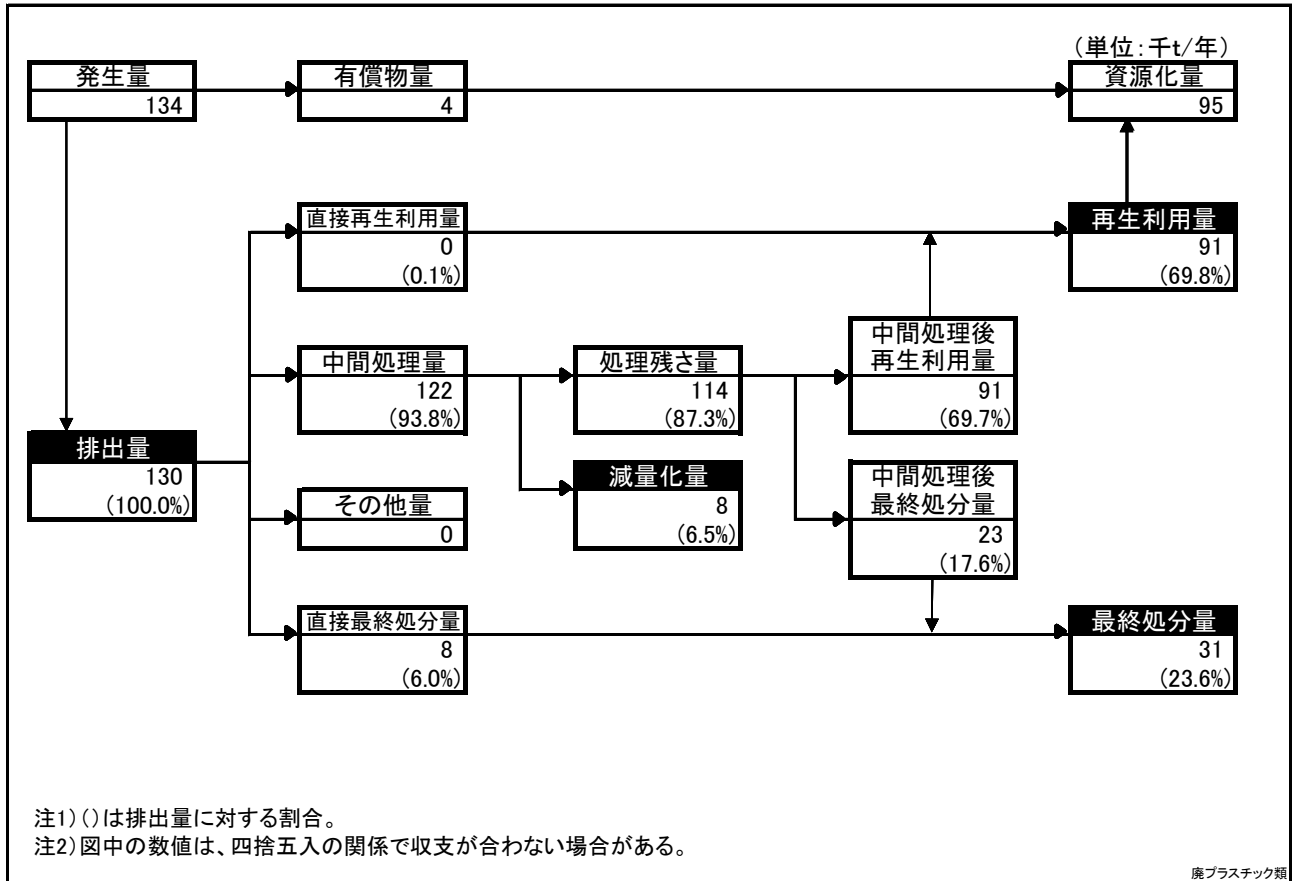 (単位:千t/年)
発生量
134
有償物量
4
資源化量
95
直接再生利用量
0
(0.1%)
再生利用量
91
(69.8%)
中間処理量
122
(93.8%)
処理残さ量
114
(87.3%)
中間処理後
再生利用量
91
(69.7%)
排出量
130
(100.0%)
その他量
0
減量化量
8
(6.5%)
中間処理後
最終処分量
23
(17.6%)
直接最終処分量
8
(6.0%)
最終処分量
31
(23.6%)
注1)()は排出量に対する割合。
注2)図中の数値は、四捨五入の関係で収支が合わない場合がある。
廃プラスチック類